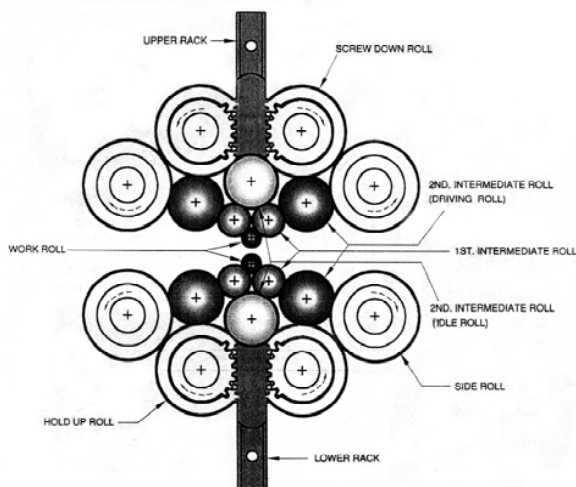 UPPER RACK
SCREW DOWN ROLL
2ND. INTERMEDIATE ROLL
(DRIVING ROLL)
WORK ROLL
1ST. INTERMEDIATE ROLL
2ND. INTERMEDIATE ROLL
(IDLE ROLL)
SIDE ROLL
HOLD UP ROLL
LOWER RACK